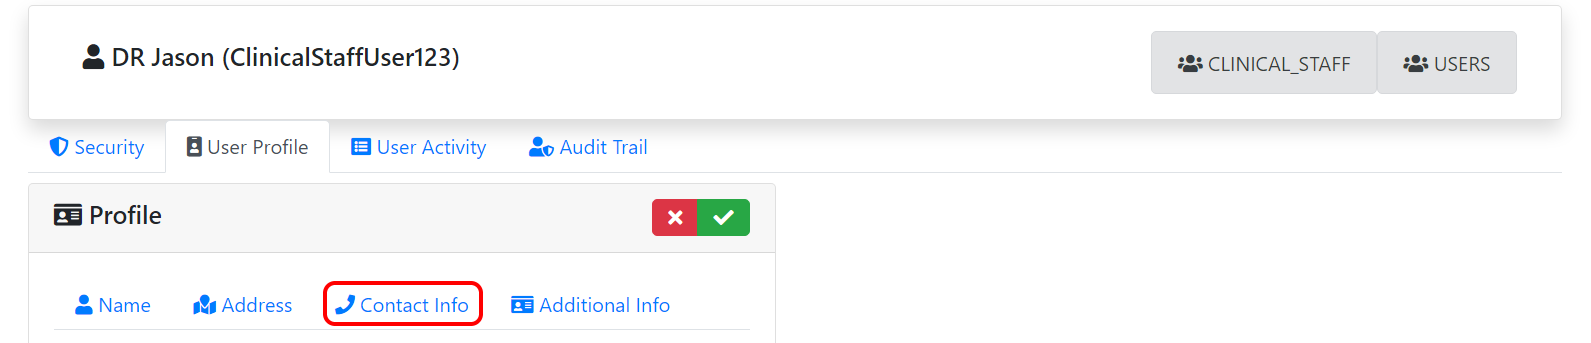 DR Jason (ClinicalStaffUser123)
CLINICAL_STAFF
USERS
Security
User Profile
User Activity
Audit Trail
Profile
Name
Address
Contact Info
Additional Info